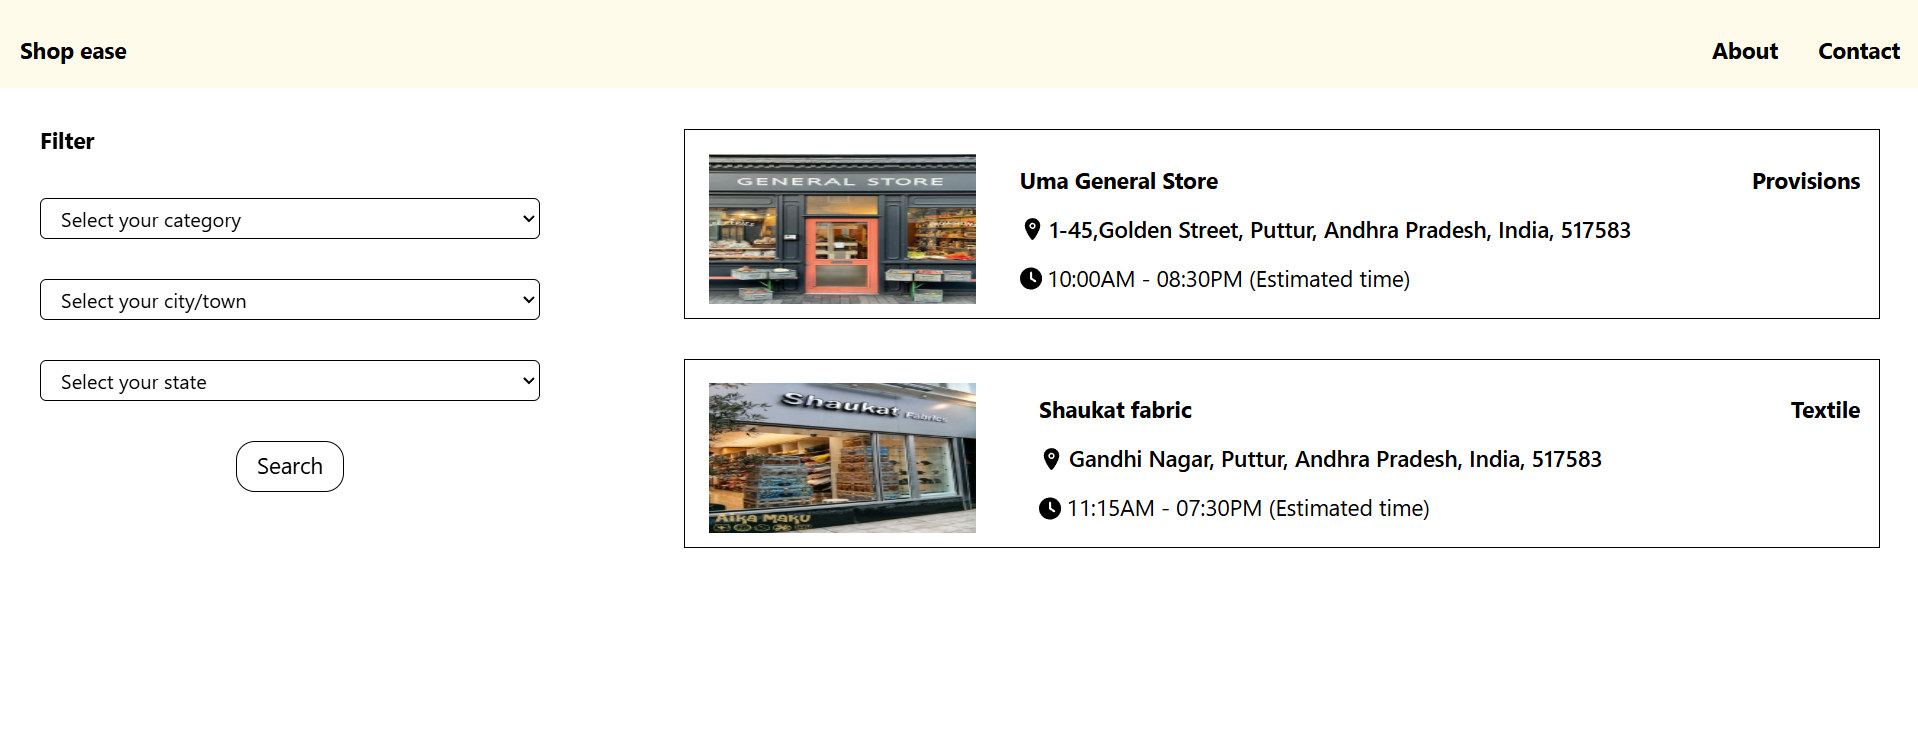 Shop ease
About
Contact
Filter
Select your category
Select your city/town
Select your state
Search
GENERAL STORE
Uma General Store
Provisions
1-45,Golden Street, Puttur, Andhra Pradesh, India, 517583
10:00AM - 08:30PM (Estimated time)
Shaukat Fabrics
Aika Maku
Shaukat fabric
Textile
Gandhi Nagar, Puttur, Andhra Pradesh, India, 517583
11:15AM - 07:30PM (Estimated time)